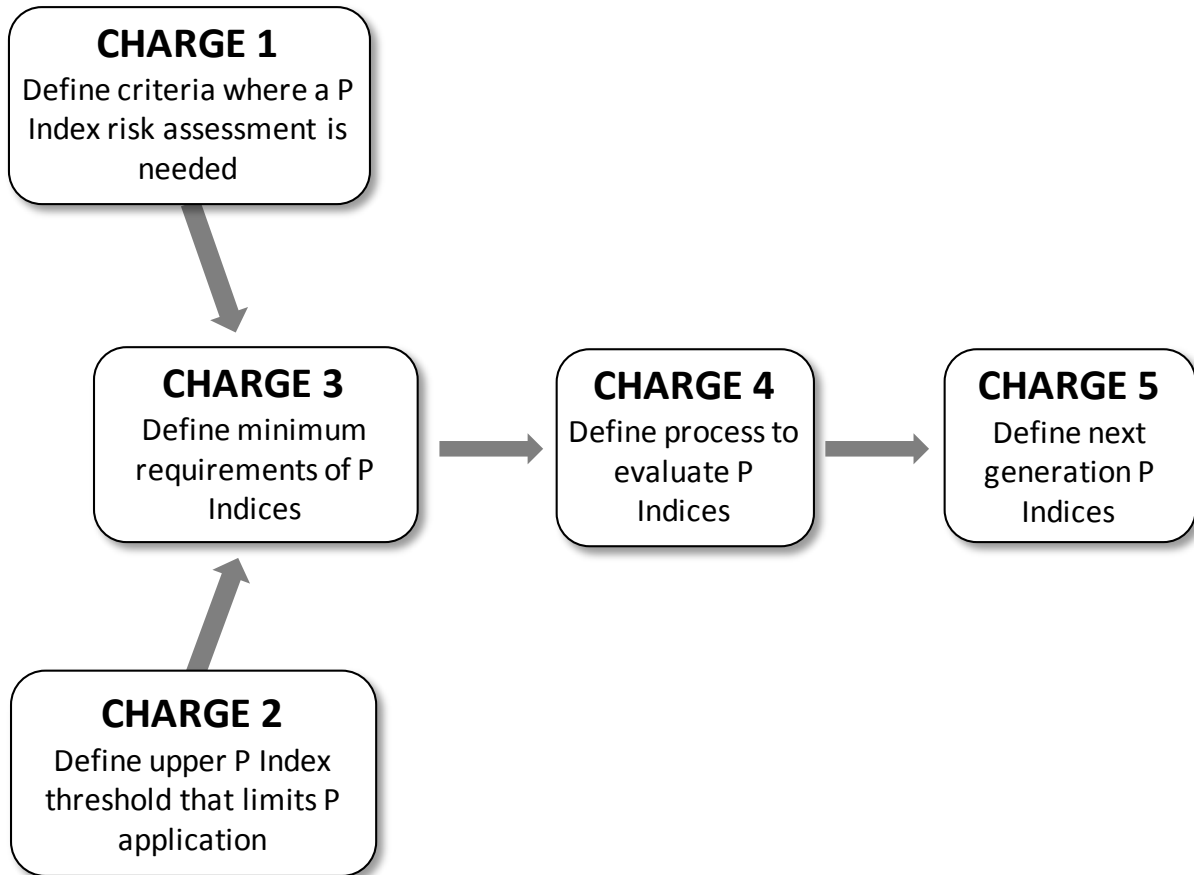 CHARGE 1
Define criteria where a P
Index risk assessment is
needed
CHARGE 3
Define minimum
requirements of P
Indices
CHARGE 4
Define process to
evaluate P
Indices
CHARGE 5
Define next
generation P
Indices
CHARGE 2
Define upper P Index
threshold that limits P
application